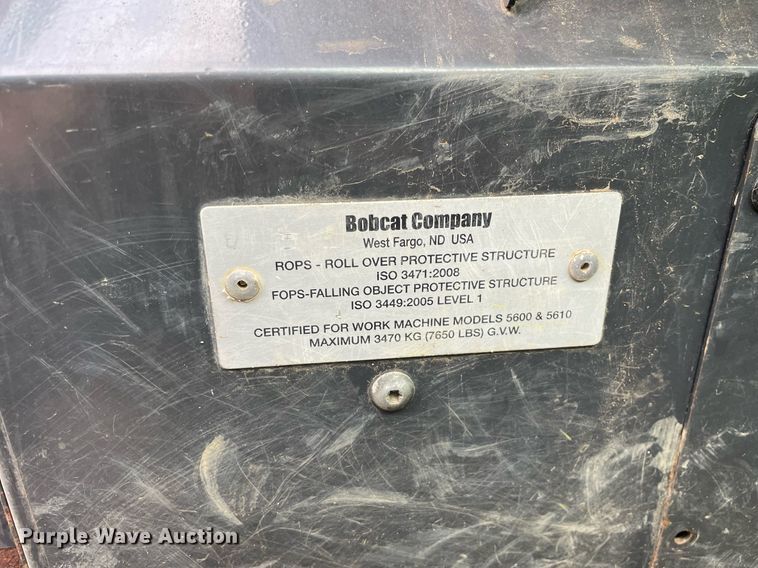 Bobcat Company
West Fargo, ND USA
ROPS - ROLL OVER PROTECTIVE STRUCTURE
ISO 3471:2008
FOPS-FALLING OBJECT PROTECTIVE STRUCTURE
ISO 3449:2005 LEVEL 1
CERTIFIED FOR WORK MACHINE MODELS 5600 & 5610
MAXIMUM 3470 KG (7650 LBS) G.V.W.
Purple Wave Auction